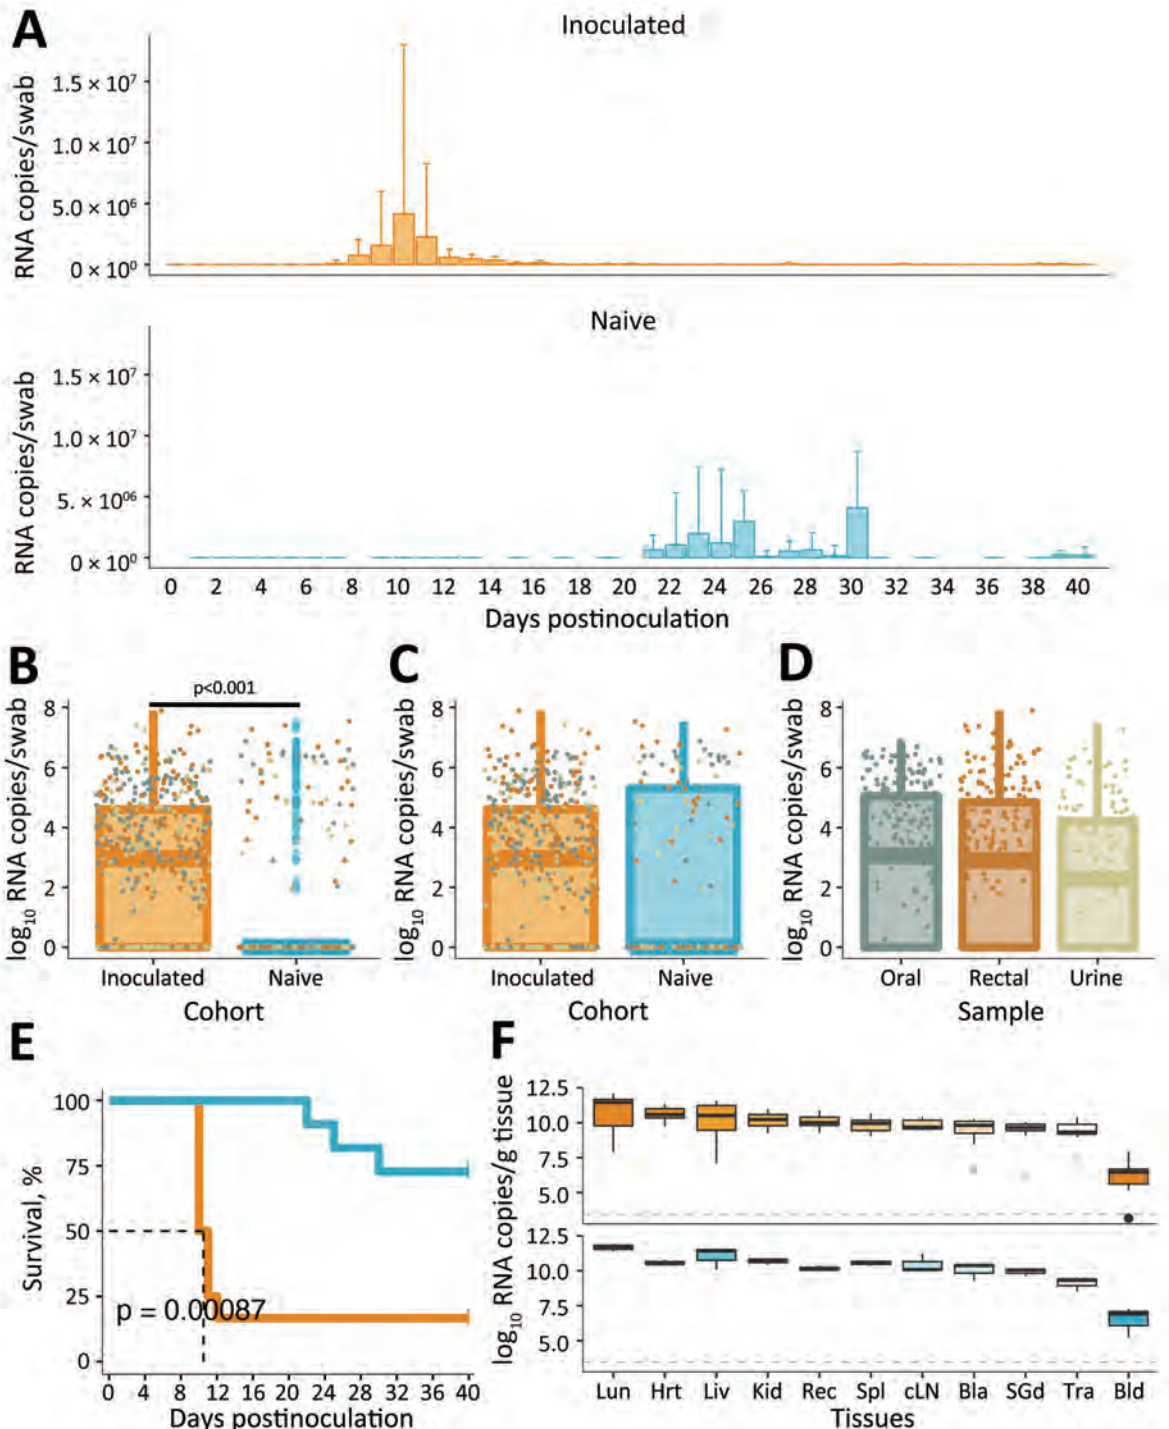 A
Inoculated
RNA copies/swab
1.5 × 10⁷
1.0 × 10⁷
5.0 × 10⁶
0 × 10⁰
Naive
RNA copies/swab
1.5 × 10⁷
1.0 × 10⁷
5. × 10⁰⁶
0 × 10⁰
0 2 4 6 8 10 12 14 16 18 20 22 24 26 28 30 32 34 36 38 40
Days postinoculation
B
log₁₀ RNA copies/swab
8
6
4
2
0
p<0.001
Inoculated Naive
Cohort
C
log₁₀ RNA copies/swab
8
6
4
2
0
Inoculated Naive
Cohort
D
log₁₀ RNA copies/swab
8
6
4
2
0
Oral Rectal Urine
Sample
E
Survival, %
100
75
50
25
0
p = 0.00087
0 4 8 12 16 20 24 28 32 36 40
Days postinoculation
F
log₁₀ RNA copies/g tissue
12.5
10.0
7.5
5.0
12.5
10.0
7.5
5.0
Lun Hrt Liv Kid Rec Spl cLN Bla SGd Tra Bld
Tissues